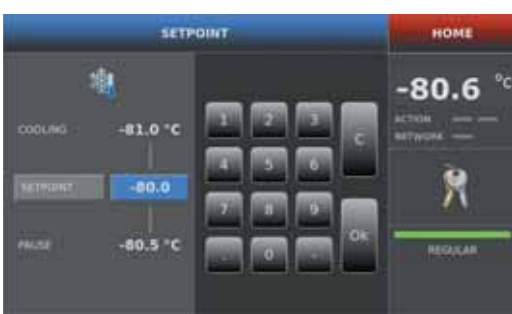 SETPOINT
HOME
-80.6 °C
ACTION -- --
NETWORK --
COOLING -81.0 °C
SETPOINT -80.0
PAUSE -80.5 °C
1 2 3 C
4 5 6
7 8 9 Ok
. 0 -
REGULAR